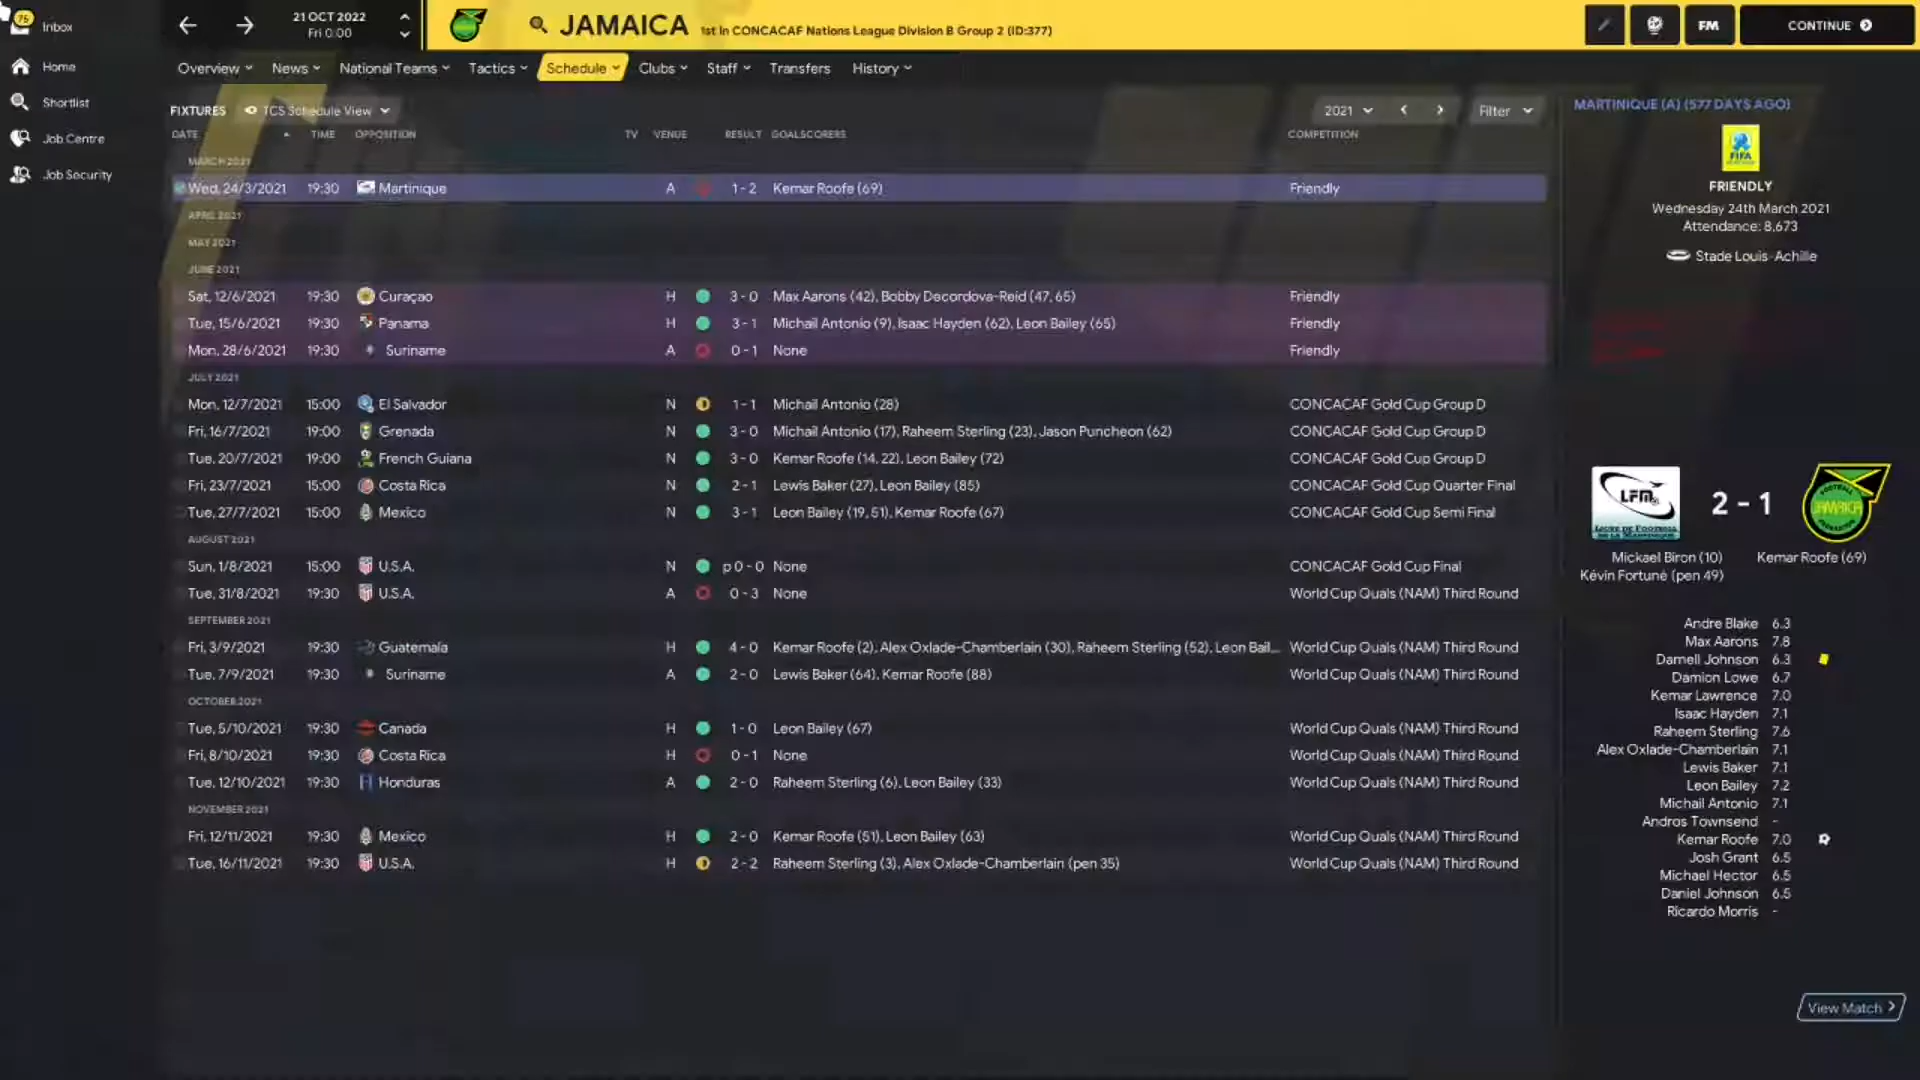 75 Inbox
Home
Shortlist
Job Centre
Job Security
21 OCT 2022
Fri 0:00
JAMAICA 1st in CONCACAF Nations League Division B Group 2 (ID:377)
FM
CONTINUE
Overview News National Teams Tactics Schedule Clubs Staff Transfers History
FIXTURES TCS Schedule View 2021 Filter
DATE TIME OPPOSITION TV VENUE RESULT GOALSCORERS COMPETITION
MARCH 2021
Wed, 24/3/2021 19:30 Martinique A 1 - 2 Kemar Roofe (69) Friendly
APRIL 2021
MAY 2021
JUNE 2021
Sat, 12/6/2021 19:30 Curaçao H 3 - 0 Max Aarons (42), Bobby Decordova-Reid (47, 65) Friendly
Tue, 15/6/2021 19:30 Panama H 3 - 1 Michail Antonio (9), Isaac Hayden (62), Leon Bailey (65) Friendly
Mon, 28/6/2021 19:30 Suriname A 0 - 1 None Friendly
JULY 2021
Mon, 12/7/2021 15:00 El Salvador N 1 - 1 Michail Antonio (28) CONCACAF Gold Cup Group D
Fri, 16/7/2021 19:00 Grenada N 3 - 0 Michail Antonio (17), Raheem Sterling (23), Jason Puncheon (62) CONCACAF Gold Cup Group D
Tue, 20/7/2021 19:00 French Guiana N 3 - 0 Kemar Roofe (14, 22), Leon Bailey (72) CONCACAF Gold Cup Group D
Fri, 23/7/2021 15:00 Costa Rica N 2 - 1 Lewis Baker (27), Leon Bailey (85) CONCACAF Gold Cup Quarter Final
Tue, 27/7/2021 15:00 Mexico N 3 - 1 Leon Bailey (19, 51), Kemar Roofe (67) CONCACAF Gold Cup Semi Final
AUGUST 2021
Sun, 1/8/2021 15:00 U.S.A. N p 0 - 0 None CONCACAF Gold Cup Final
Tue, 31/8/2021 19:30 U.S.A. A 0 - 3 None World Cup Quals (NAM) Third Round
SEPTEMBER 2021
Fri, 3/9/2021 19:30 Guatemala H 4 - 0 Kemar Roofe (2), Alex Oxlade-Chamberlain (30), Raheem Sterling (52), Leon Bail... World Cup Quals (NAM) Third Round
Tue, 7/9/2021 19:30 Suriname A 2 - 0 Lewis Baker (64), Kemar Roofe (88) World Cup Quals (NAM) Third Round
OCTOBER 2021
Tue, 5/10/2021 19:30 Canada H 1 - 0 Leon Bailey (67) World Cup Quals (NAM) Third Round
Fri, 8/10/2021 19:30 Costa Rica H 0 - 1 None World Cup Quals (NAM) Third Round
Tue, 12/10/2021 19:30 Honduras A 2 - 0 Raheem Sterling (6), Leon Bailey (33) World Cup Quals (NAM) Third Round
NOVEMBER 2021
Fri, 12/11/2021 19:30 Mexico H 2 - 0 Kemar Roofe (51), Leon Bailey (63) World Cup Quals (NAM) Third Round
Tue, 16/11/2021 19:30 U.S.A. H 2 - 2 Raheem Sterling (3), Alex Oxlade-Chamberlain (pen 35) World Cup Quals (NAM) Third Round
MARTINIQUE (A) (577 DAYS AGO)
FIFA
FRIENDLY
Wednesday 24th March 2021
Attendance: 8,673
Stade Louis-Achille
LFM
LIGUE DE FOOTBALL
DE LA MARTINIQUE
2 - 1
FOOTBALL
JAMAICA
FEDERATION
Mickael Biron (10) Kemar Roofe (69)
Kévin Fortuné (pen 49)
Andre Blake 6.3
Max Aarons 7.8
Darnell Johnson 6.3
Damion Lowe 6.7
Kemar Lawrence 7.0
Isaac Hayden 7.1
Raheem Sterling 7.6
Alex Oxlade-Chamberlain 7.1
Lewis Baker 7.1
Leon Bailey 7.2
Michail Antonio 7.1
Andros Townsend -
Kemar Roofe 7.0
Josh Grant 6.5
Michael Hector 6.5
Daniel Johnson 6.5
Ricardo Morris -
View Match